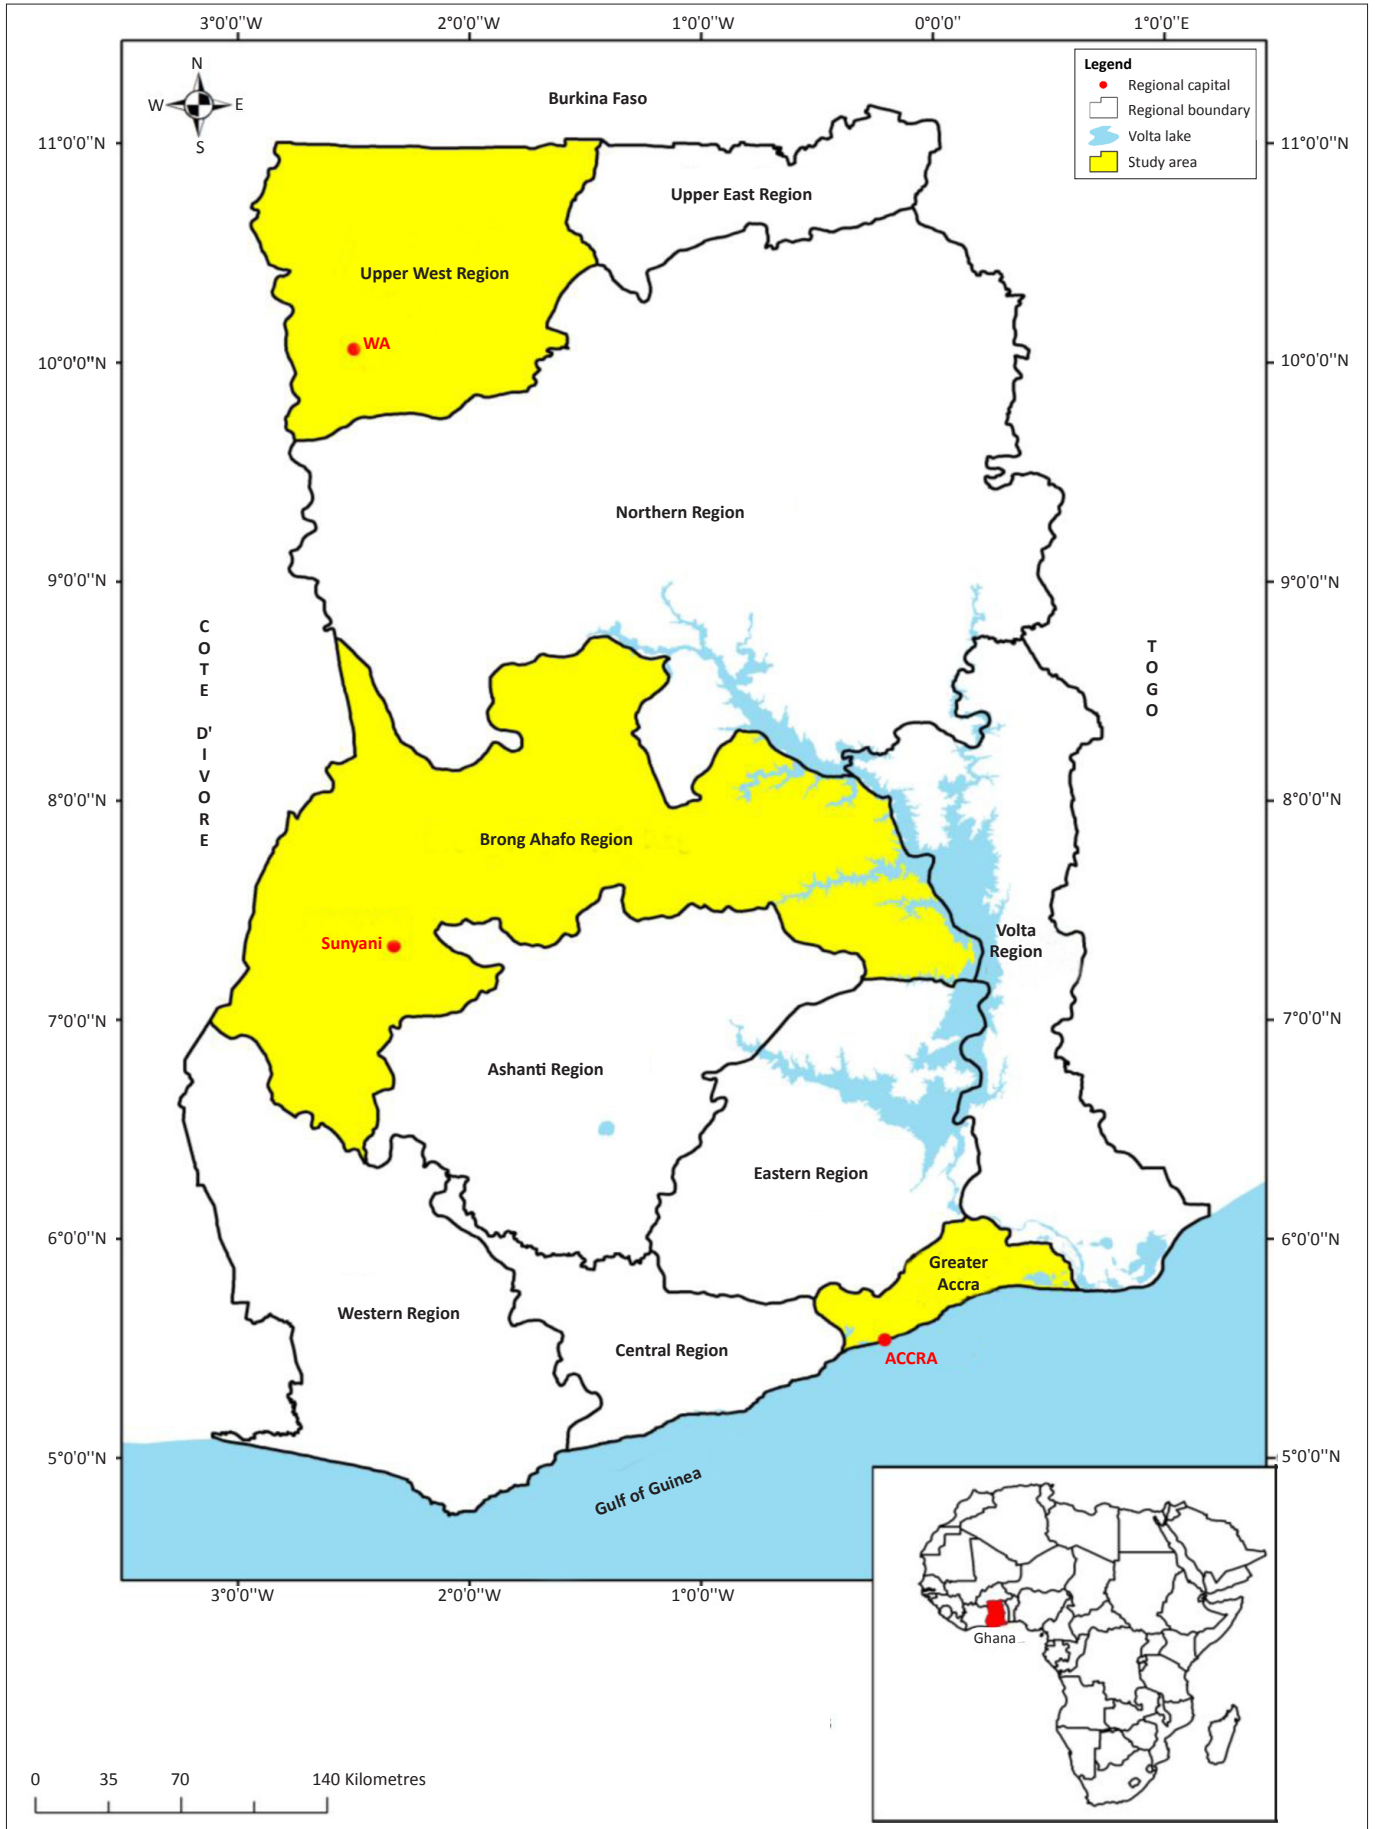 3°0'0''W
2°0'0''W
1°0'0''W
0°0'0''
1°0'0''E
N
W
E
S
Burkina Faso
Legend
Regional capital
Regional boundary
Volta lake
Study area
11°0'0''N
11°0'0''N
Upper East Region
Upper West Region
WA
10°0'0''N
10°0'0''N
Northern Region
9°0'0''N
9°0'0''N
COTE D'IVORE
TOGO
8°0'0''N
8°0'0''N
Brong Ahafo Region
Sunyani
Volta
Region
7°0'0''N
7°0'0''N
Ashanti Region
Eastern Region
6°0'0''N
6°0'0''N
Greater
Accra
Western Region
Central Region
ACCRA
5°0'0''N
5°0'0''N
Gulf of Guinea
3°0'0''W
2°0'0''W
1°0'0''W
Ghana
0
35
70
140 Kilometres